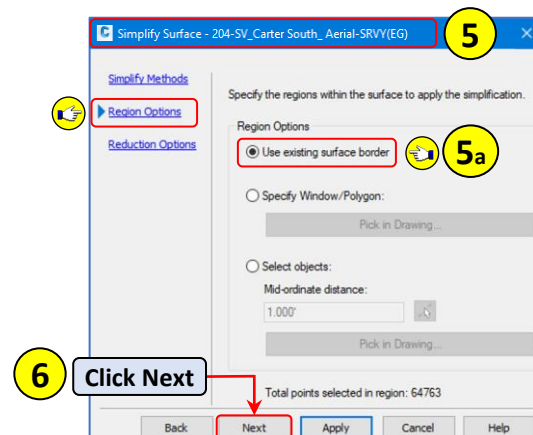 Simplify Surface - 204-SV_Carter South_ Aerial-SRVY(EG)
5
Simplify Methods
Region Options
Reduction Options
Specify the regions within the surface to apply the simplification.
Region Options
Use existing surface border
5a
Specify Window/Polygon:
Pick in Drawing...
Select objects:
Mid-ordinate distance:
1.000'
Pick in Drawing...
6
Click Next
Total points selected in region: 64763
Back Next Apply Cancel Help